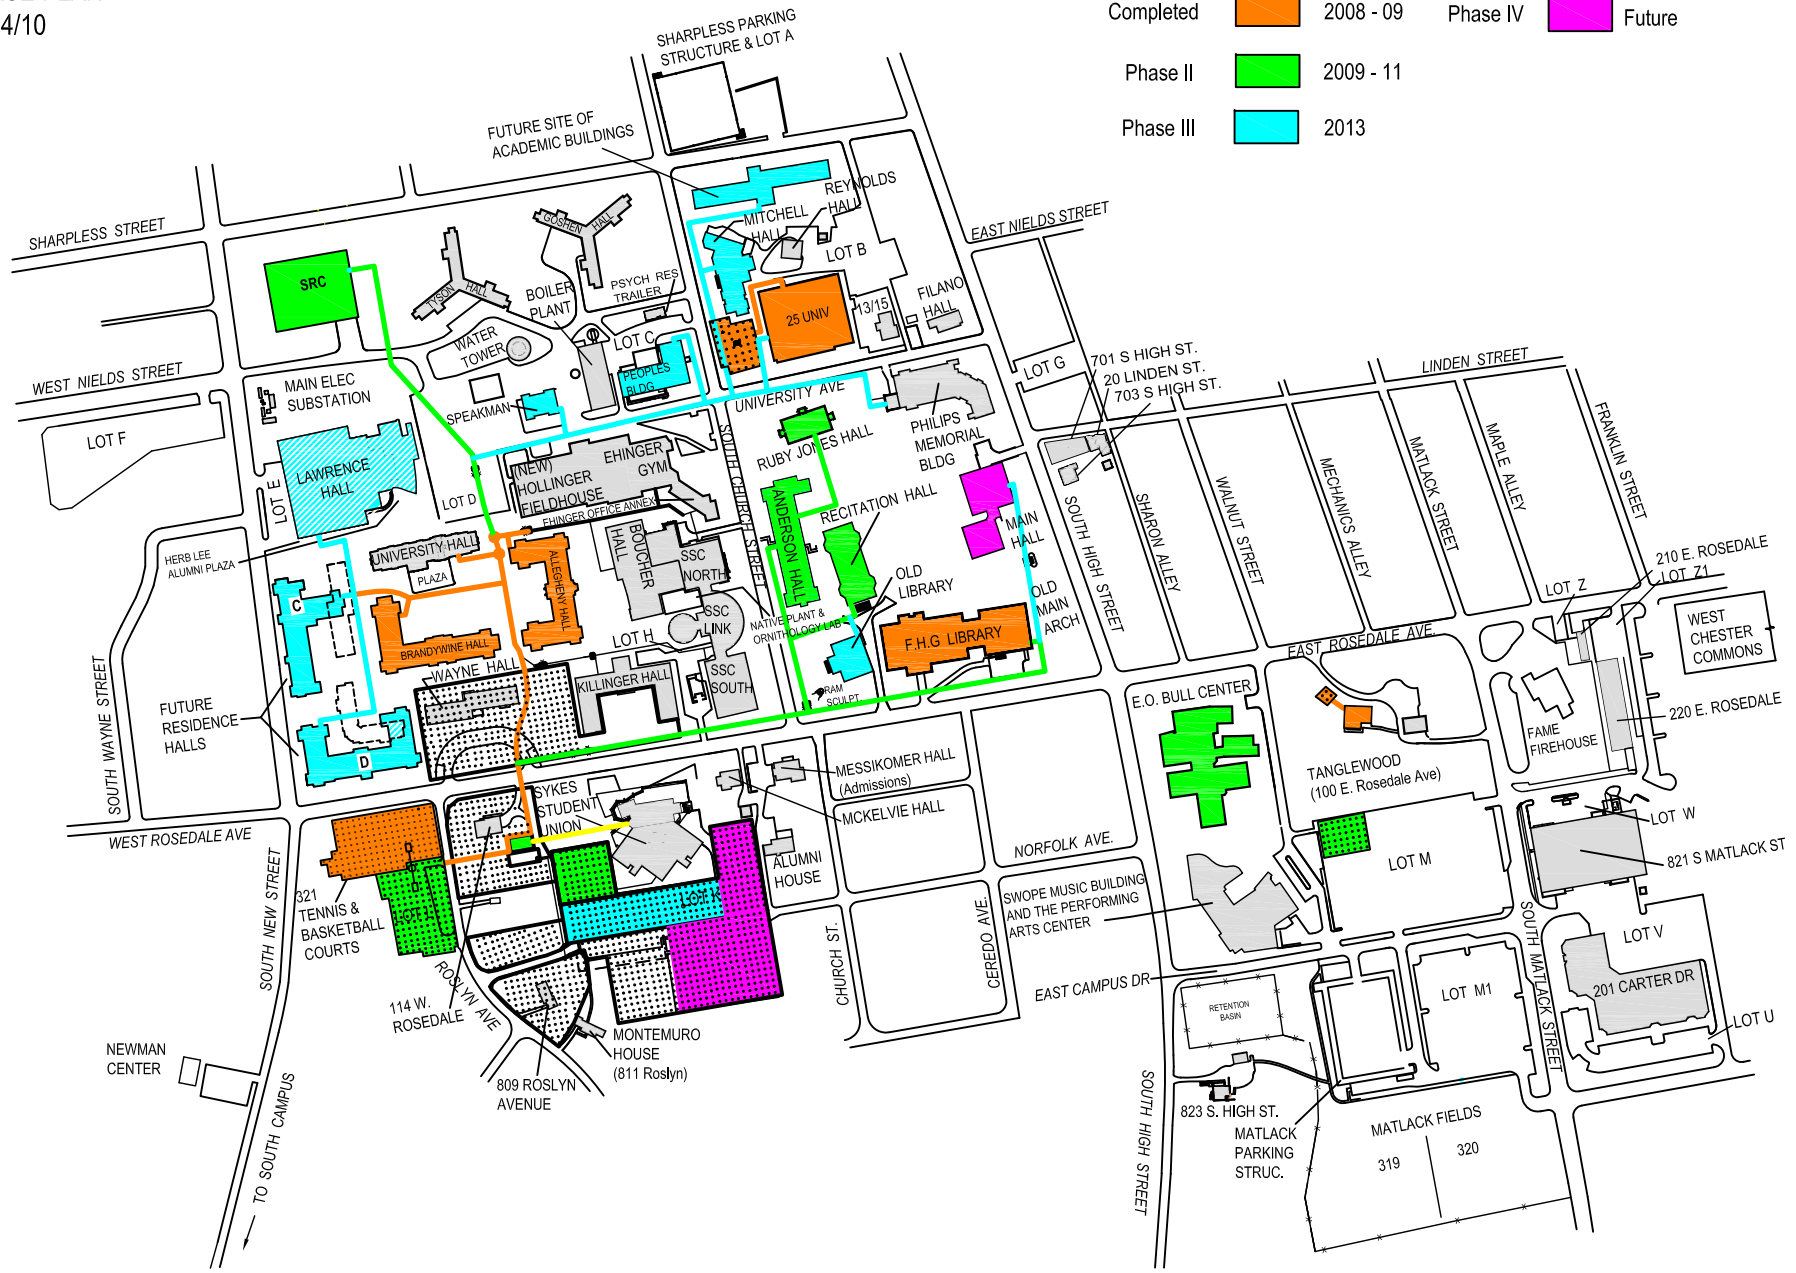 4/10
Completed
2008 - 09
Phase IV
Future
Phase II
2009 - 11
Phase III
2013
SHARPLESS PARKING
STRUCTURE & LOT A
FUTURE SITE OF
ACADEMIC BUILDINGS
SHARPLESS STREET
GOSHEN HALL
REYNOLDS
HALL
MITCHELL
HALL
LOT B
EAST NIELDS STREET
SRC
TYSON HALL
BOILER
PLANT
PSYCH RES
TRAILER
25 UNIV
13/15
FILANO
HALL
WATER
TOWER
LOT C
PEOPLES
BLDG
WEST NIELDS STREET
MAIN ELEC
SUBSTATION
SPEAKMAN
UNIVERSITY AVE
LOT G
701 S HIGH ST.
20 LINDEN ST.
703 S HIGH ST.
LINDEN STREET
LOT F
LAWRENCE
HALL
LOT E
LOT D
(NEW)
HOLLINGER
FIELDHOUSE
EHINGER
GYM
EHINGER OFFICE ANNEX
SOUTH CHURCH STREET
RUBY JONES HALL
PHILIPS
MEMORIAL
BLDG
RECITATION HALL
ANDERSON HALL
MAIN
HALL
SOUTH HIGH STREET
SHARON ALLEY
WALNUT STREET
MECHANICS ALLEY
MATLACK STREET
MAPLE ALLEY
FRANKLIN STREET
HERB LEE
ALUMNI PLAZA
UNIVERSITY HALL
PLAZA
ALLEGHENY HALL
BOUCHER
HALL
SSC
NORTH
SSC
LINK
SSC
SOUTH
NATIVE PLANT &
ORNITHOLOGY LAB
OLD
LIBRARY
F.H.G LIBRARY
OLD
MAIN
ARCH
C
BRANDYWINE HALL
LOT H
WAYNE HALL
KILLINGER HALL
RAM
SCULPT
210 E. ROSEDALE
LOT Z1
LOT Z
WEST
CHESTER
COMMONS
EAST ROSEDALE AVE.
E.O. BULL CENTER
220 E. ROSEDALE
FAME
FIREHOUSE
TANGLEWOOD
(100 E. Rosedale Ave)
SOUTH WAYNE STREET
FUTURE
RESIDENCE
HALLS
D
SYKES
STUDENT
UNION
MESSIKOMER HALL
(Admissions)
MCKELVIE HALL
WEST ROSEDALE AVE
SOUTH NEW STREET
321
TENNIS &
BASKETBALL
COURTS
LOT L
LOT K
ALUMNI
HOUSE
NORFOLK AVE.
LOT M
LOT W
821 S MATLACK ST
SWOPE MUSIC BUILDING
AND THE PERFORMING
ARTS CENTER
CHURCH ST.
CEREDO AVE.
SOUTH MATLACK STREET
LOT V
201 CARTER DR
LOT U
EAST CAMPUS DR
RETENTION
BASIN
LOT M1
ROSLYN AVE
114 W.
ROSEDALE
NEWMAN
CENTER
809 ROSLYN
AVENUE
MONTEMURO
HOUSE
(811 Roslyn)
TO SOUTH CAMPUS
SOUTH HIGH STREET
823 S. HIGH ST.
MATLACK
PARKING
STRUC.
MATLACK FIELDS
319
320